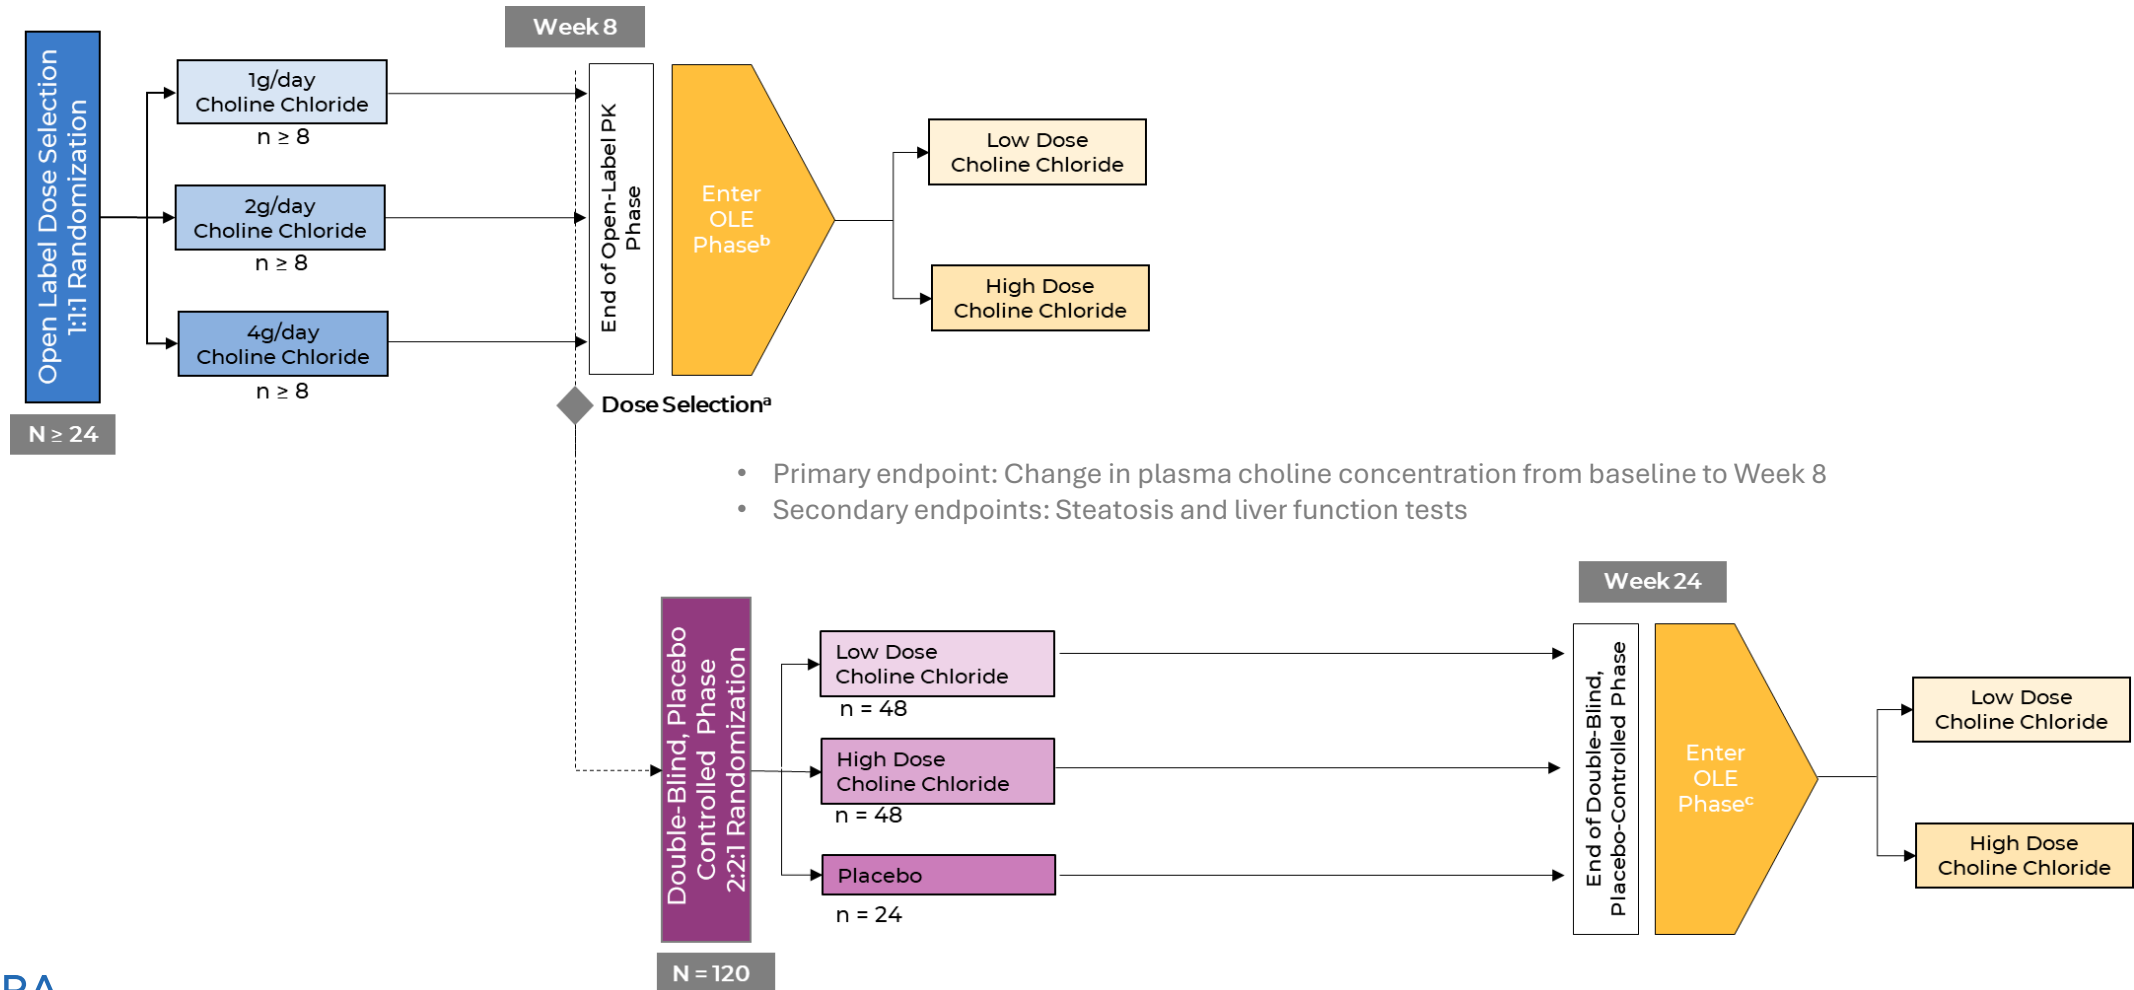 Week 8
Open Label Dose Selection
1:1:1 Randomization
N ≥ 24
1g/day
Choline Chloride
n ≥ 8
2g/day
Choline Chloride
n ≥ 8
4g/day
Choline Chloride
n ≥ 8
End of Open-Label PK
Phase
Enter
OLE
Phaseᵇ
Low Dose
Choline Chloride
High Dose
Choline Chloride
Dose Selectionᵃ
• Primary endpoint: Change in plasma choline concentration from baseline to Week 8
• Secondary endpoints: Steatosis and liver function tests
Week 24
Double-Blind, Placebo
Controlled Phase
2:2:1 Randomization
N = 120
Low Dose
Choline Chloride
n = 48
High Dose
Choline Chloride
n = 48
Placebo
n = 24
End of Double-Blind,
Placebo-Controlled Phase
Enter
OLE
Phaseᶜ
Low Dose
Choline Chloride
High Dose
Choline Chloride